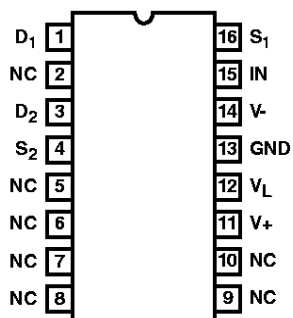 D1 1 16 S1
NC 2 15 IN
D2 3 14 V-
S2 4 13 GND
NC 5 12 VL
NC 6 11 V+
NC 7 10 NC
NC 8 9 NC